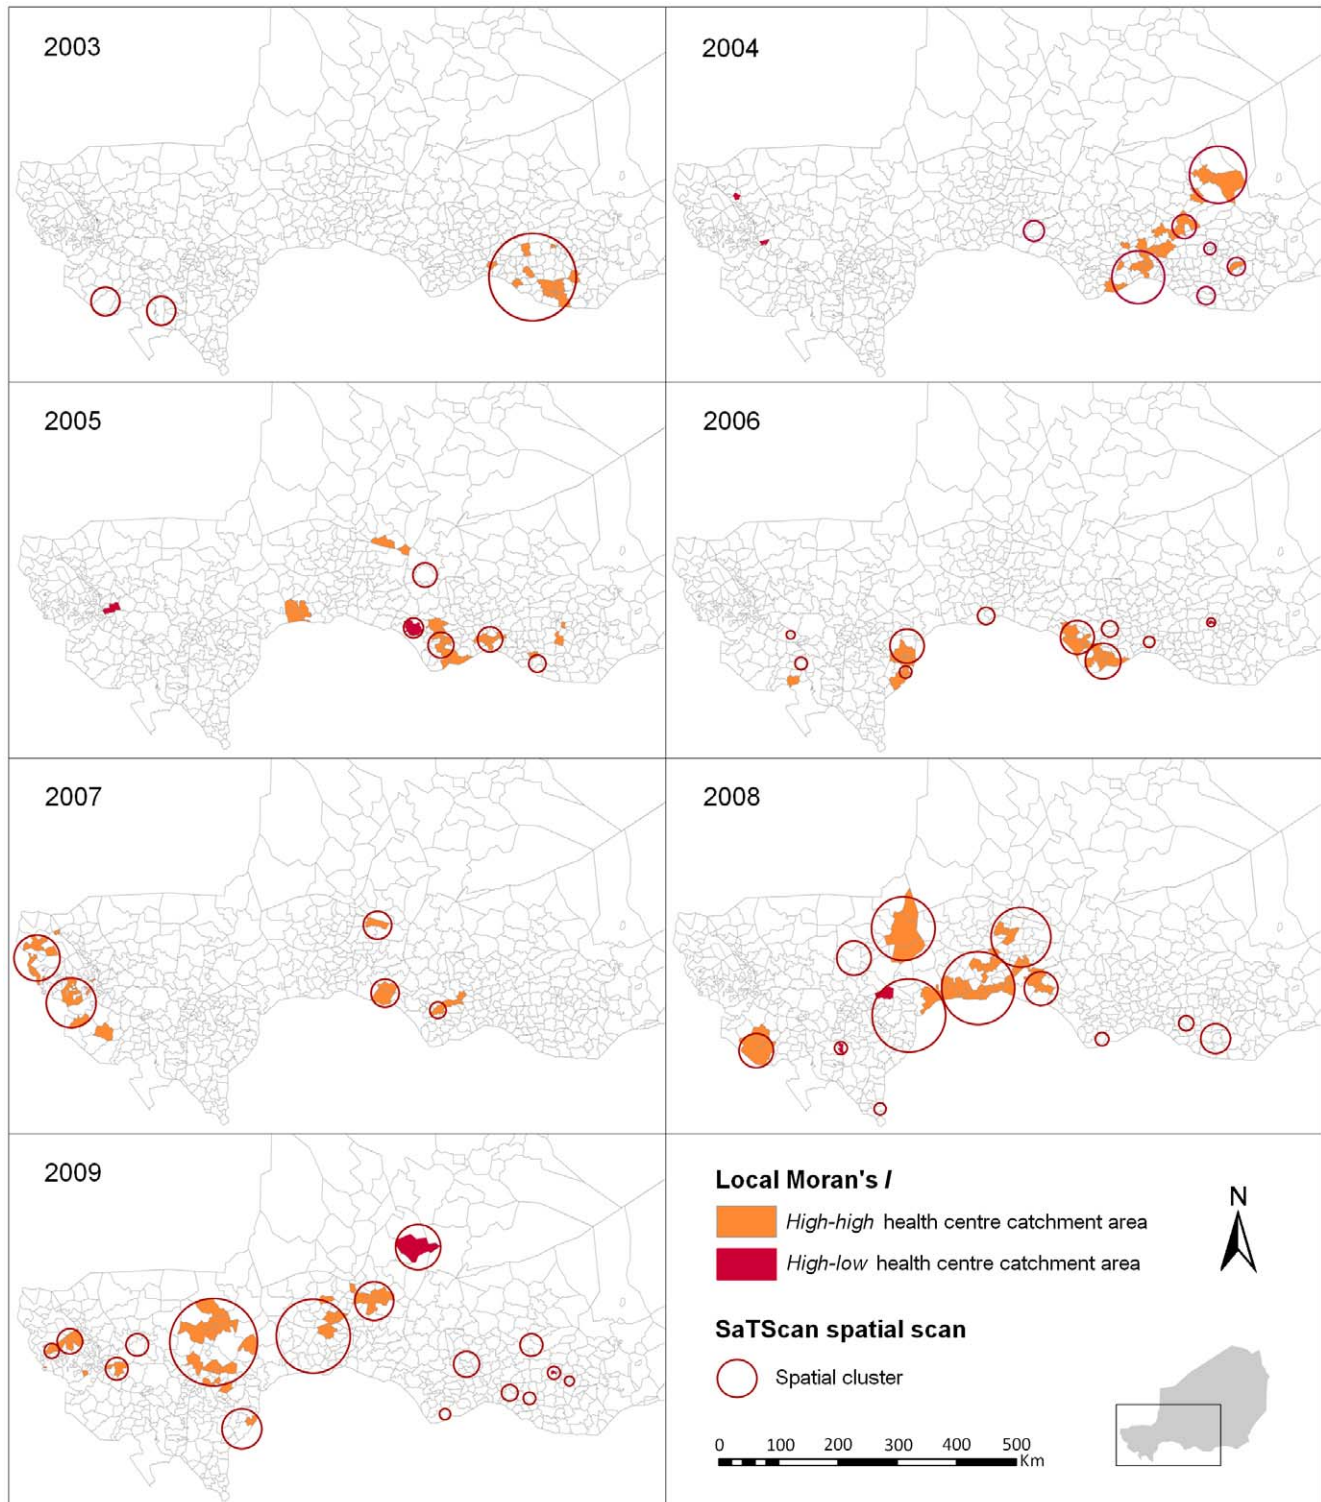 2003
2004
2005
2006
2007
2008
2009
Local Moran's I
High-high health centre catchment area
High-low health centre catchment area
N
SaTScan spatial scan
Spatial cluster
0 100 200 300 400 500
Km